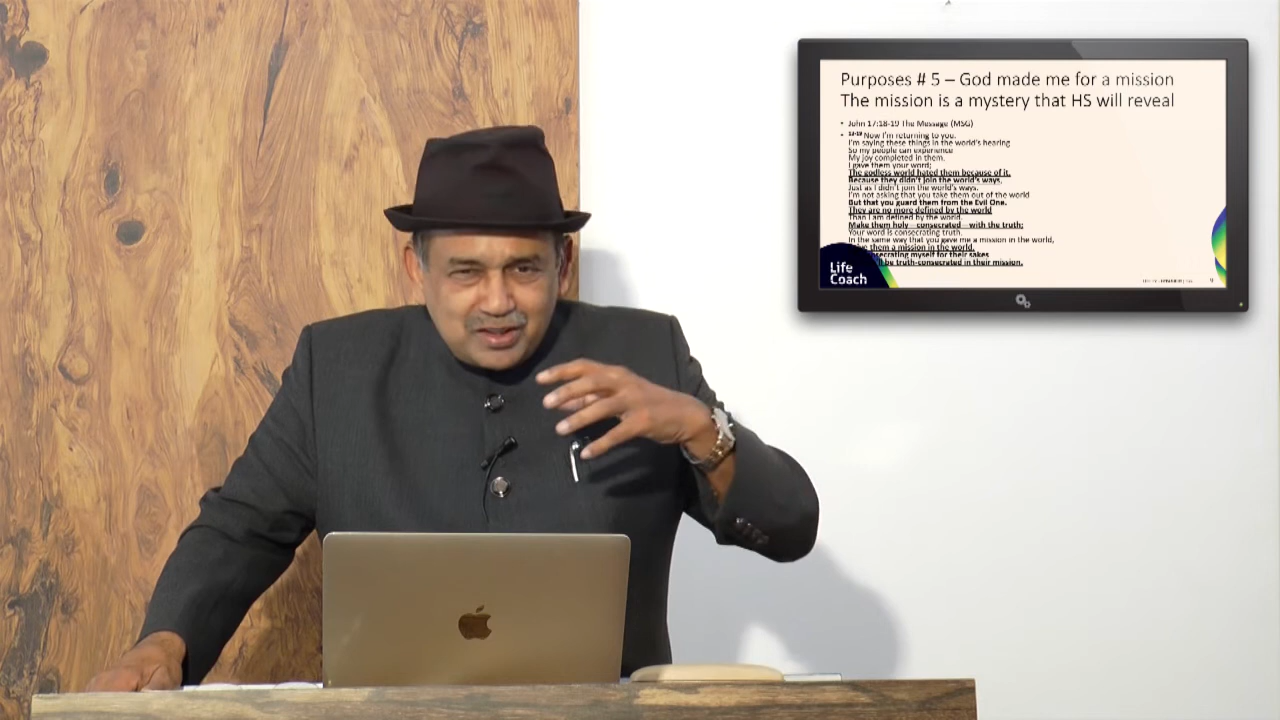 Purposes # 5 – God made me for a mission
The mission is a mystery that HS will reveal
• John 17:18-19 The Message (MSG)
• Now I'm returning to you.
I'm saying these things in the world's hearing
So my people can experience
My joy completed in them.
I gave them your word;
The godless world hated them because of it,
Because they didn't join the world's ways,
Just as I didn't join the world's ways.
I'm not asking that you take them out of the world
But that you guard them from the Evil One.
They are no more defined by the world
Than I am defined by the world.
Make them holy—consecrated—with the truth;
Your word is consecrating truth.
In the same way that you gave me a mission in the world,
them a mission in the world.
myself for their sakes
be truth-consecrated in their mission.
Life
Coach
9